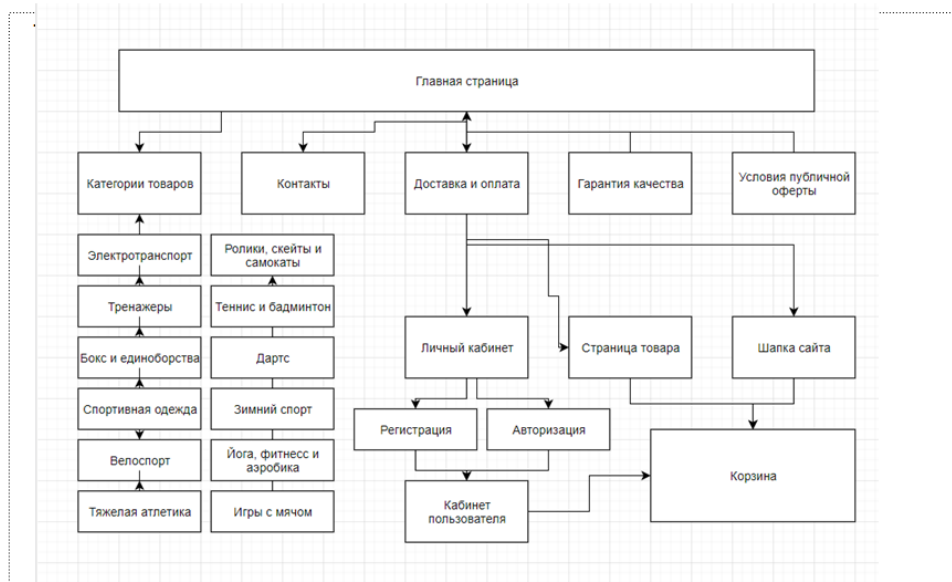 Главная страница
Категории товаров
Контакты
Доставка и оплата
Гарантия качества
Условия публичной
оферты
Электротранспорт
Ролики, скейты и
самокаты
Тренажеры
Теннис и бадминтон
Бокс и единоборства
Дартс
Личный кабинет
Страница товара
Шапка сайта
Спортивная одежда
Зимний спорт
Регистрация
Авторизация
Велоспорт
Йога, фитнес и
аэробика
Корзина
Тяжелая атлетика
Игры с мячом
Кабинет
пользователя